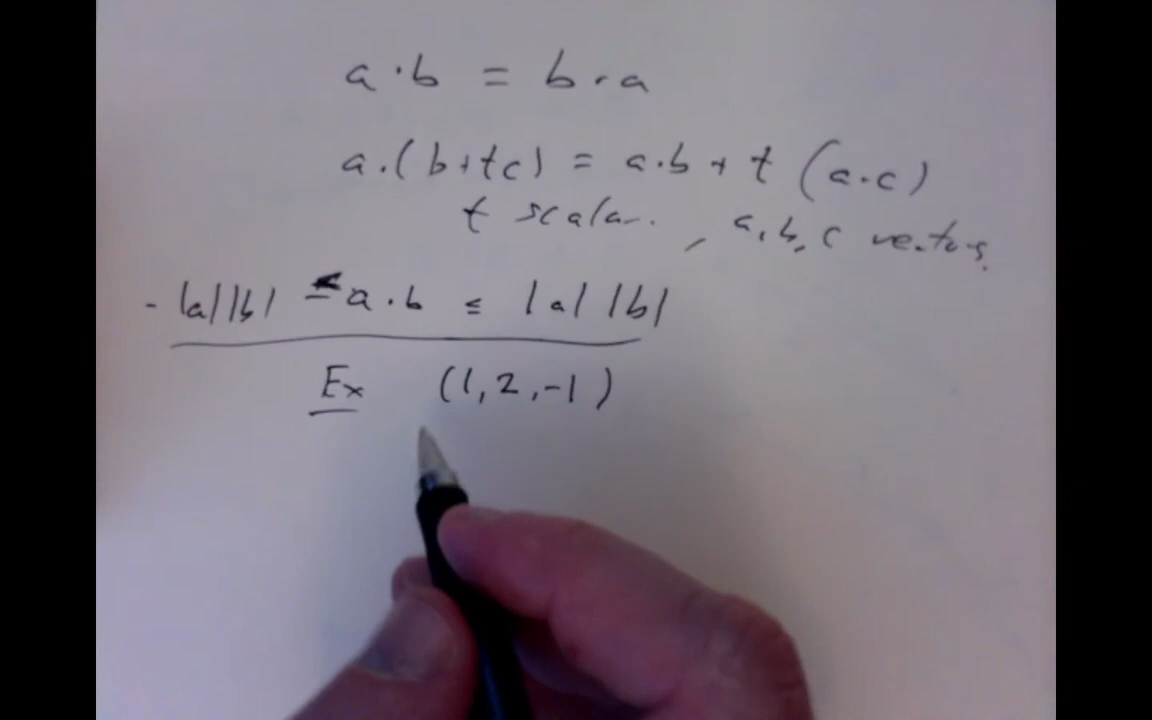 a · b = b · a
a · (b + tc) = a · b + t (a · c)
t scalar. , a, b, c vectors.
- |a||b| ≤ a · b ≤ |a| |b|
Ex (1, 2, -1)